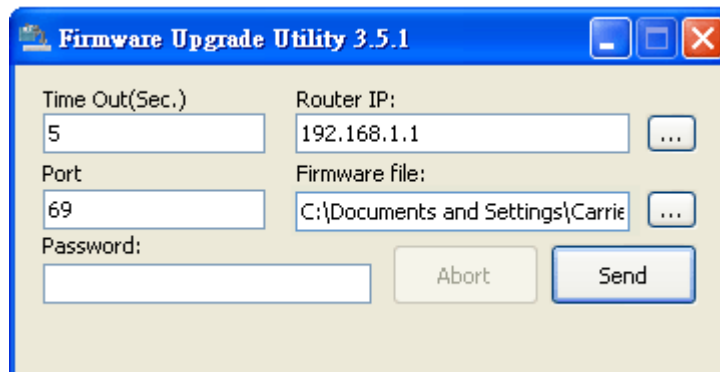 Firmware Upgrade Utility 3.5.1
Time Out(Sec.) Router IP:
5 192.168.1.1 ...
Port Firmware file:
69 C:\Documents and Settings\Carrie ...
Password:
Abort Send